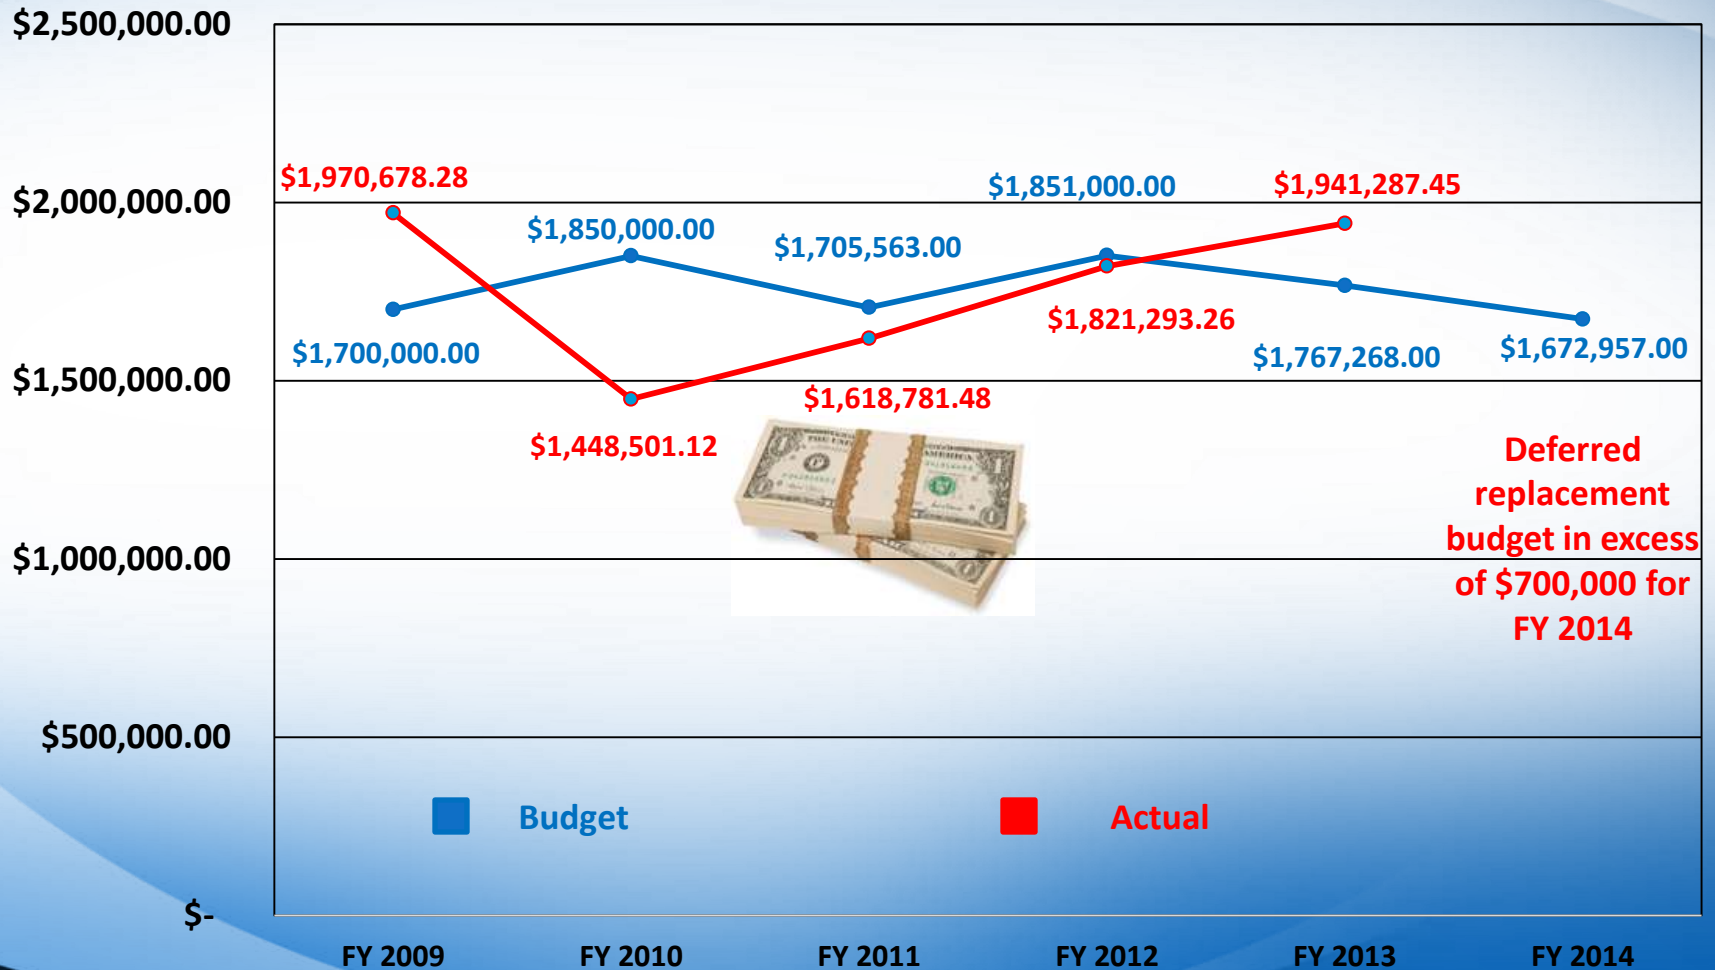 $2,500,000.00
$2,000,000.00
$1,500,000.00
$1,000,000.00
$500,000.00
$-
$1,970,678.28
$1,700,000.00
$1,850,000.00
$1,448,501.12
$1,705,563.00
$1,618,781.48
$1,851,000.00
$1,821,293.26
$1,941,287.45
$1,767,268.00
$1,672,957.00
Deferred
replacement
budget in excess
of $700,000 for
FY 2014
Budget
Actual
FY 2009
FY 2010
FY 2011
FY 2012
FY 2013
FY 2014